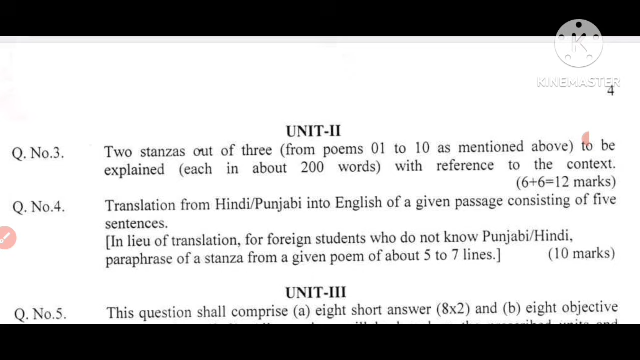 KINEMASTER
4
UNIT-II
Q. No.3. Two stanzas out of three (from poems 01 to 10 as mentioned above) to be
explained (each in about 200 words) with reference to the context.
(6+6=12 marks)
Q. No.4. Translation from Hindi/Punjabi into English of a given passage consisting of five
sentences.
[In lieu of translation, for foreign students who do not know Punjabi/Hindi,
paraphrase of a stanza from a given poem of about 5 to 7 lines.] (10 marks)
UNIT-III
Q. No.5. This question shall comprise (a) eight short answer (8x2) and (b) eight objective